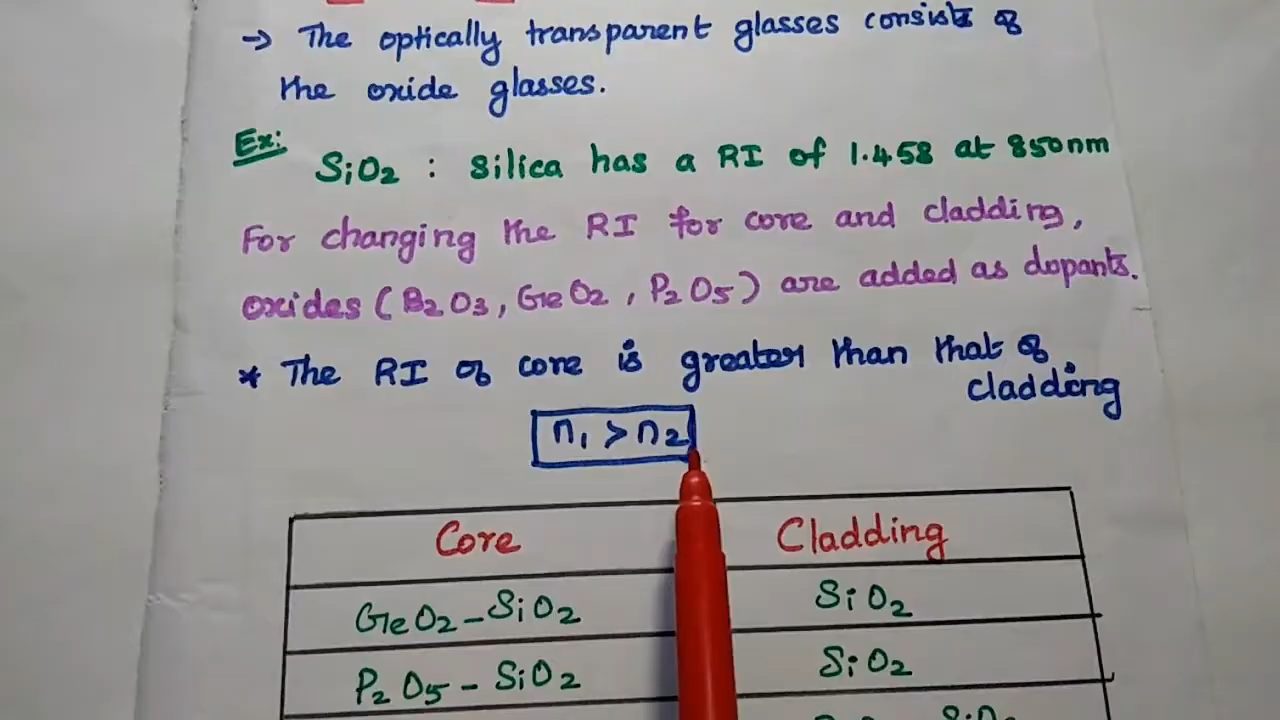 → The optically transparent glasses consists of
the oxide glasses.
Ex:
SiO2 : Silica has a RI of 1.458 at 850nm
For changing the RI for core and cladding,
oxides (B2O3, GeO2, P2O5) are added as dopants.
* The RI of core is greater than that of
cladding
n1 > n2
Core Cladding
GeO2-SiO2 SiO2
P2O5 - SiO2 SiO2